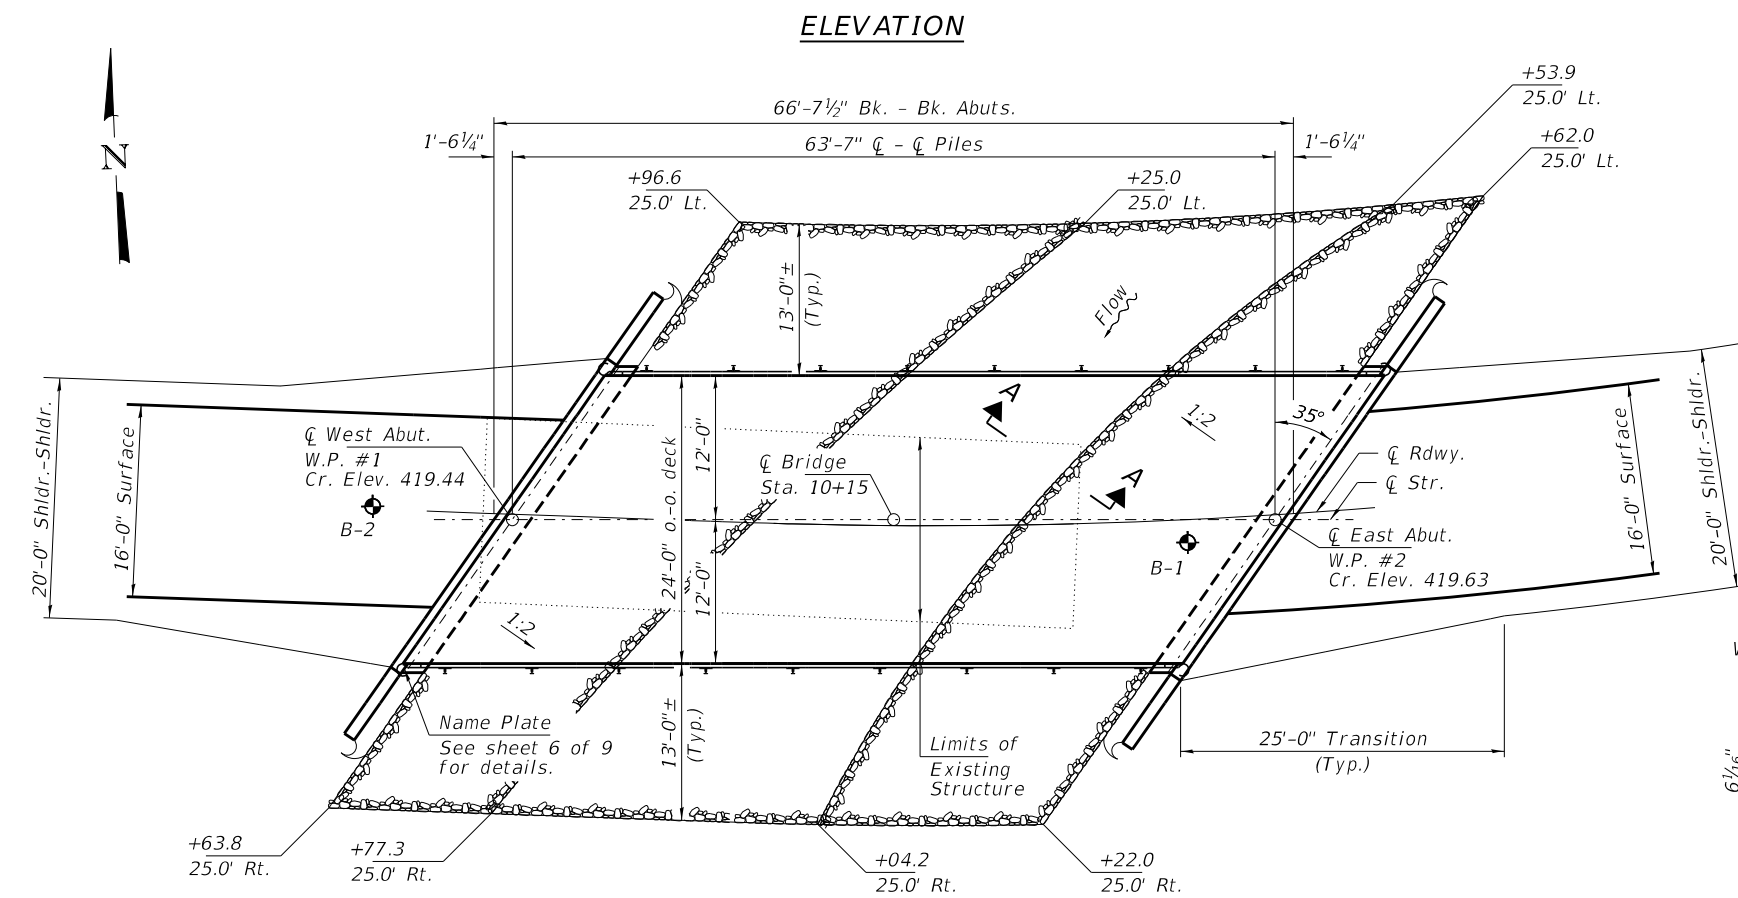 ELEVATION
+53.9
25.0' Lt.
66'-7½" Bk. - Bk. Abuts.
1'-6¼"
63'-7" ℄ - ℄ Piles
1'-6¼"
+62.0
25.0' Lt.
N
+96.6
25.0' Lt.
+25.0
25.0' Lt.
13'-0"±
(Typ.)
Flow
20'-0" Shldr.-Shldr.
16'-0" Surface
℄ West Abut.
W.P. #1
Cr. Elev. 419.44
B-2
24'-0" o.-o. deck
12'-0"
12'-0"
℄ Bridge
Sta. 10+15
A
A
1:2
35°
℄ Rdwy.
℄ Str.
16'-0" Surface
20'-0" Shldr.-Shldr.
B-1
℄ East Abut.
W.P. #2
Cr. Elev. 419.63
1:2
Name Plate
See sheet 6 of 9
for details.
13'-0"±
(Typ.)
Limits of
Existing
Structure
25'-0" Transition
(Typ.)
6 1/16"
+63.8
25.0' Rt.
+77.3
25.0' Rt.
+04.2
25.0' Rt.
+22.0
25.0' Rt.